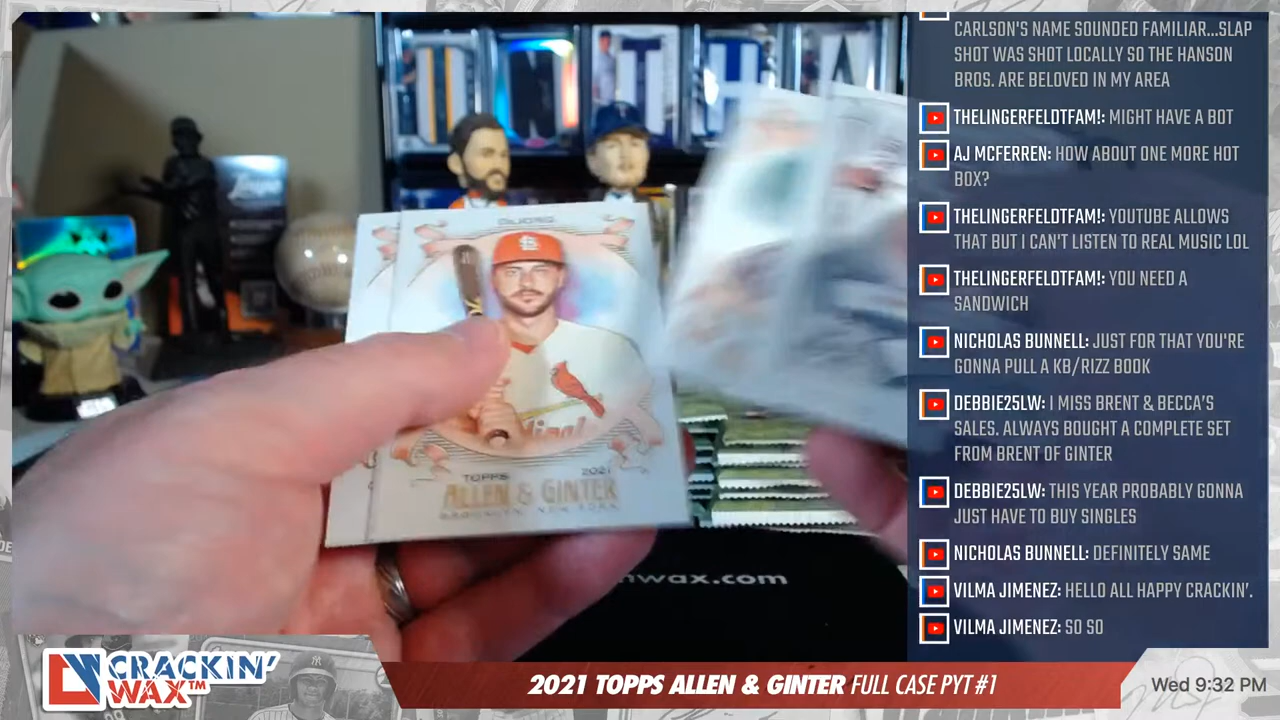 CARLSON'S NAME SOUNDED FAMILIAR...SLAP
SHOT WAS SHOT LOCALLY SO THE HANSON
BROS. ARE BELOVED IN MY AREA
THELINGERFELDTFAM!: MIGHT HAVE A BOT
AJ MCFERREN: HOW ABOUT ONE MORE HOT
BOX?
THELINGERFELDTFAM!: YOUTUBE ALLOWS
THAT BUT I CAN'T LISTEN TO REAL MUSIC LOL
THELINGERFELDTFAM!: YOU NEED A
SANDWICH
NICHOLAS BUNNELL: JUST FOR THAT YOU'RE
GONNA PULL A KB/RIZZ BOOK
DEBBIE25LW: I MISS BRENT & BECCA'S
SALES. ALWAYS BOUGHT A COMPLETE SET
FROM BRENT OF GINTER
DEBBIE25LW: THIS YEAR PROBABLY GONNA
JUST HAVE TO BUY SINGLES
NICHOLAS BUNNELL: DEFINITELY SAME
VILMA JIMENEZ: HELLO ALL HAPPY CRACKIN'.
VILMA JIMENEZ: SO SO
TOPPS 2021
ALLEN & GINTER
BROOKLYN, NEW YORK
wax.com
CRACKIN'
WAX™
2021 TOPPS ALLEN & GINTER FULL CASE PYT #1
Wed 9:32 PM